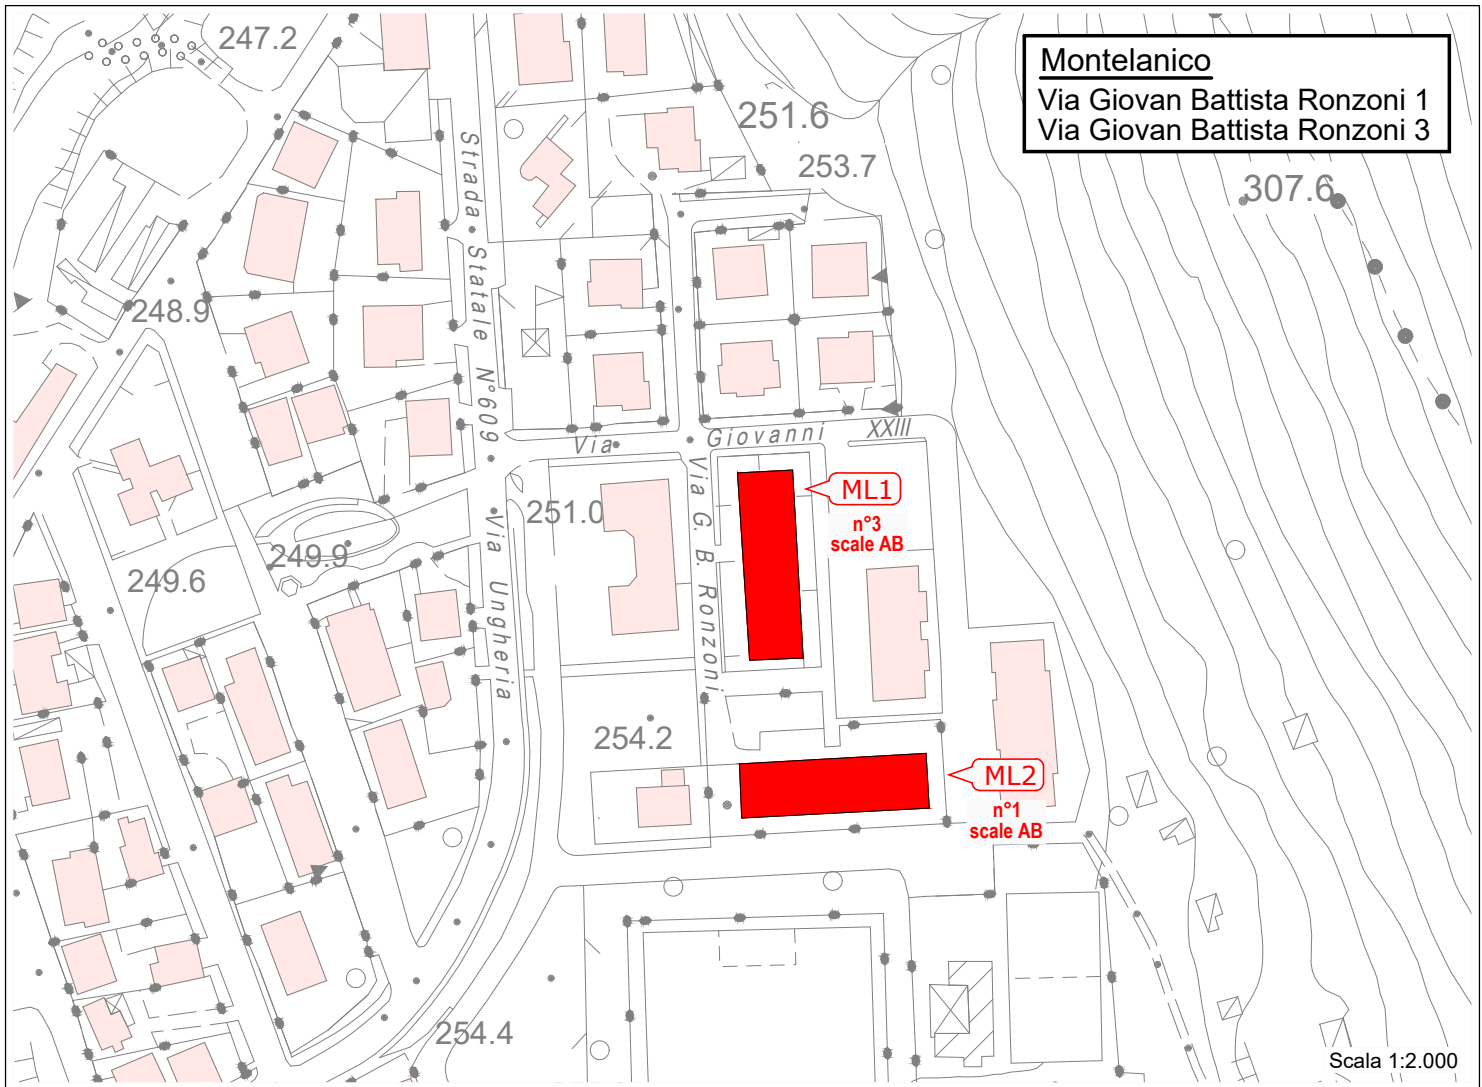 247.2
Montelanico
Via Giovan Battista Ronzoni 1
Via Giovan Battista Ronzoni 3
251.6
253.7
307.6
Strada Statale N°609
248.9
Via Giovanni XXIII
ML1
n°3
scale AB
251.0
249.9
249.6
Via Ungheria
Via G. B. Ronzoni
254.2
ML2
n°1
scale AB
254.4
Scala 1:2.000